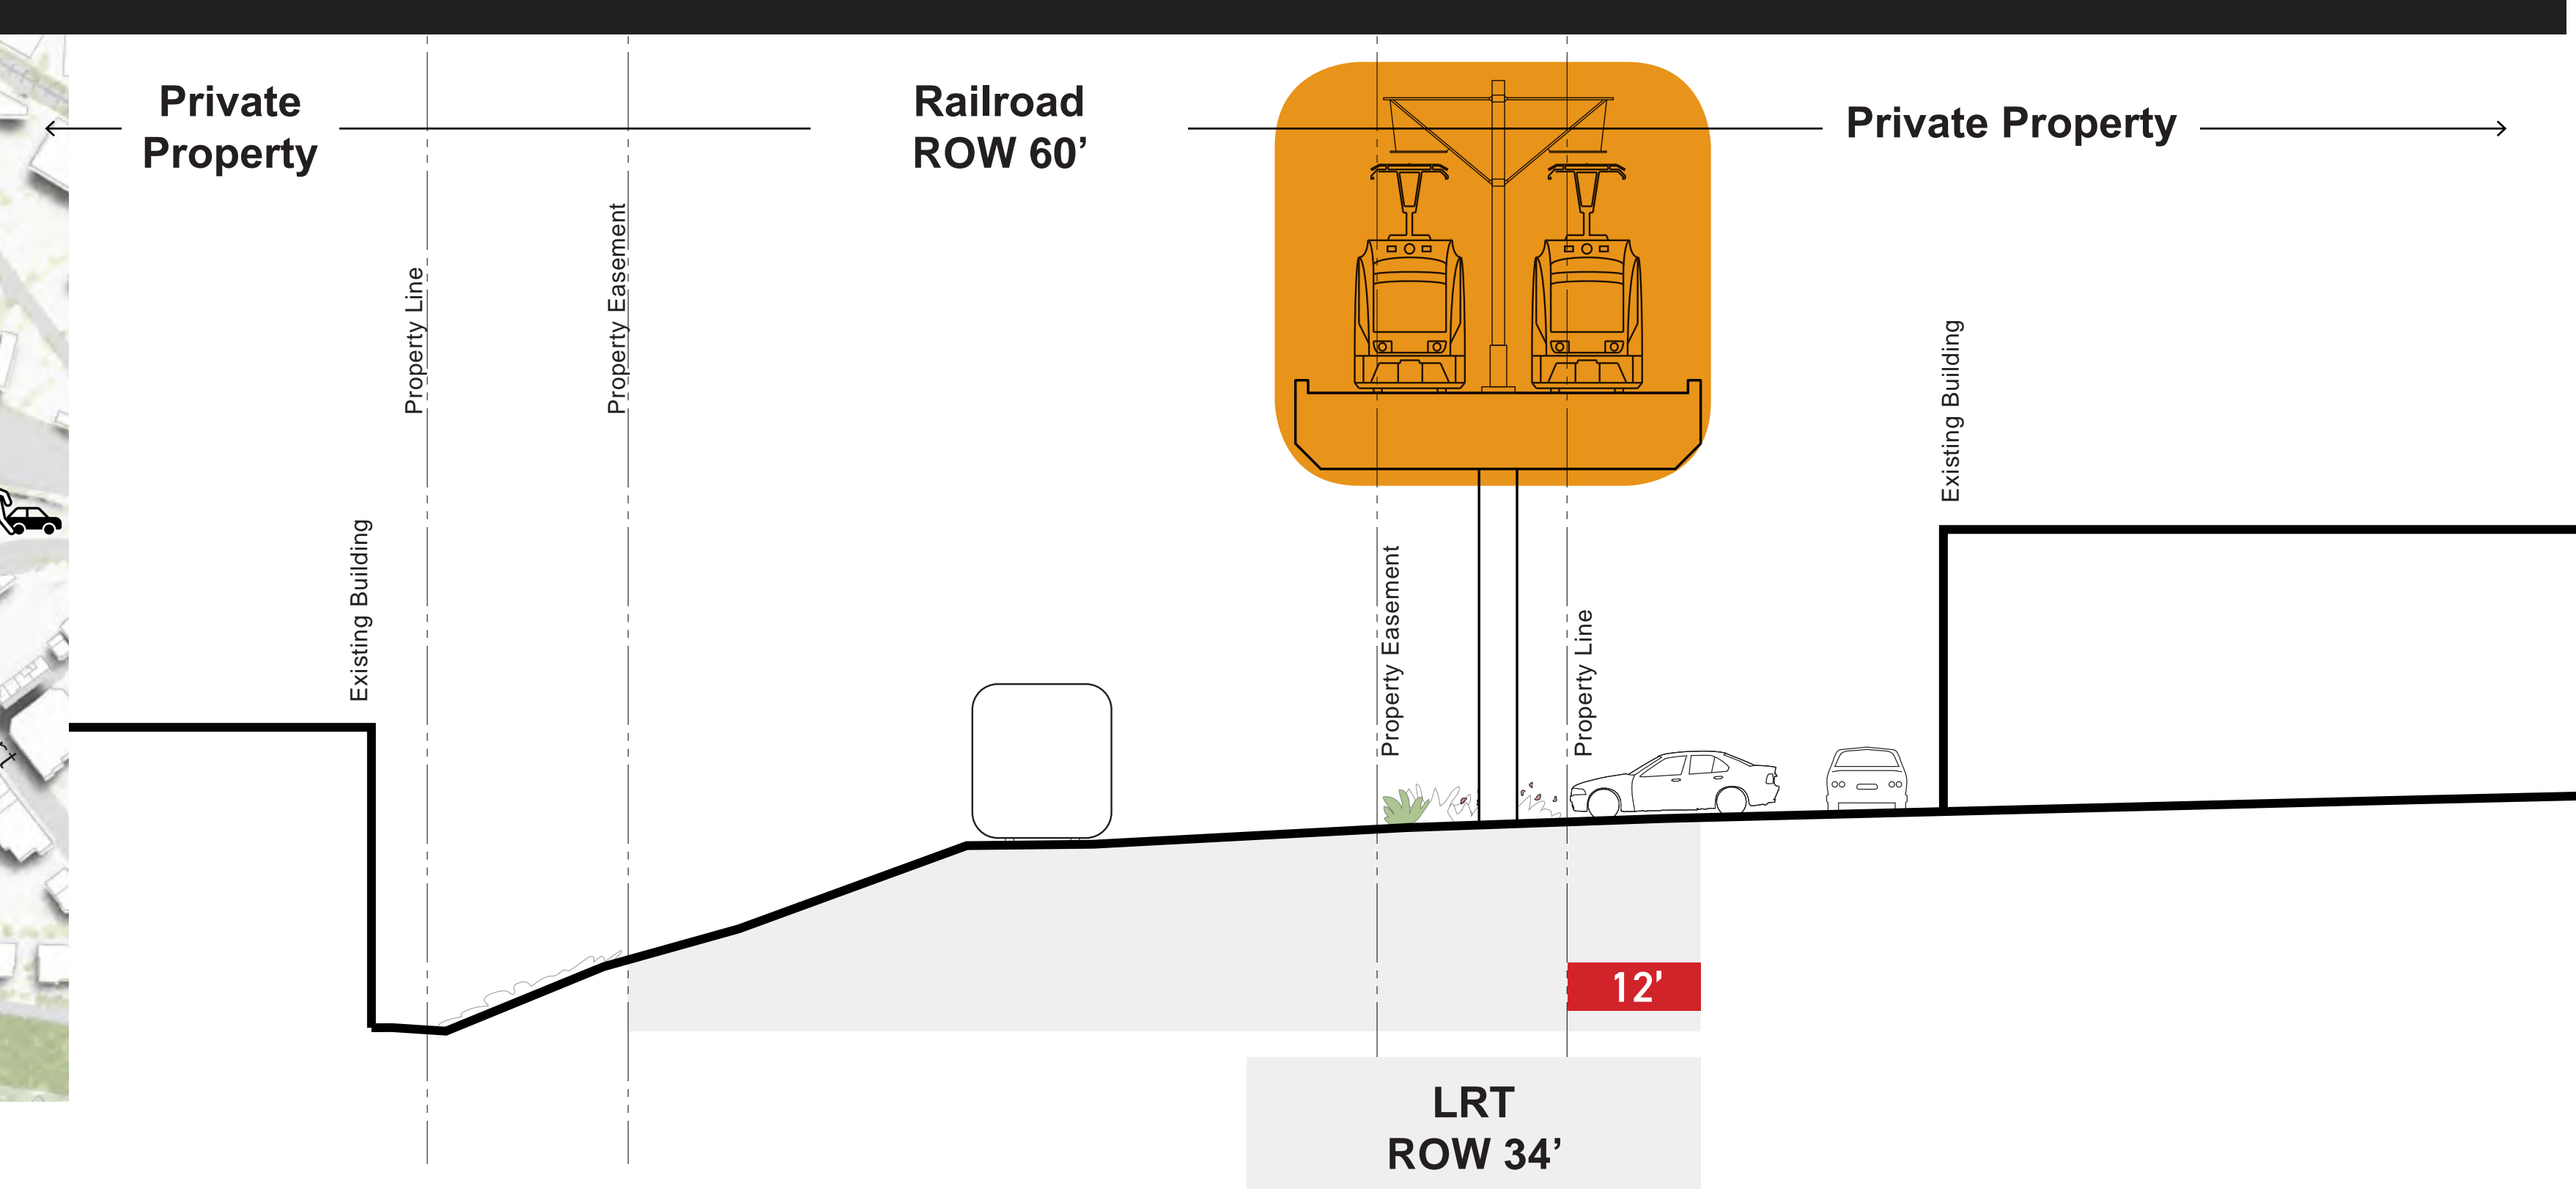 Private
Property
Railroad
ROW 60’
Private Property
Property Line
Property Easement
Existing Building
Existing Building
Property Easement
Property Line
12’
LRT
ROW 34’